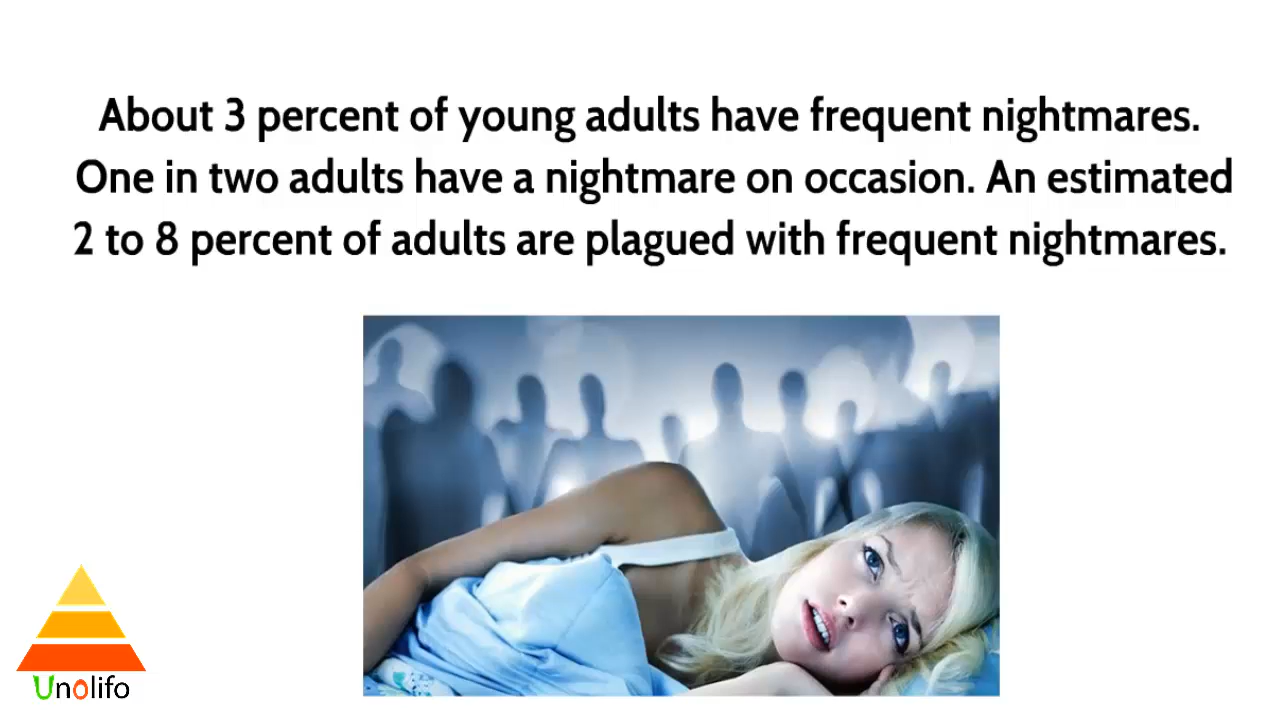 About 3 percent of young adults have frequent nightmares.
One in two adults have a nightmare on occasion. An estimated
2 to 8 percent of adults are plagued with frequent nightmares.
Unolifo